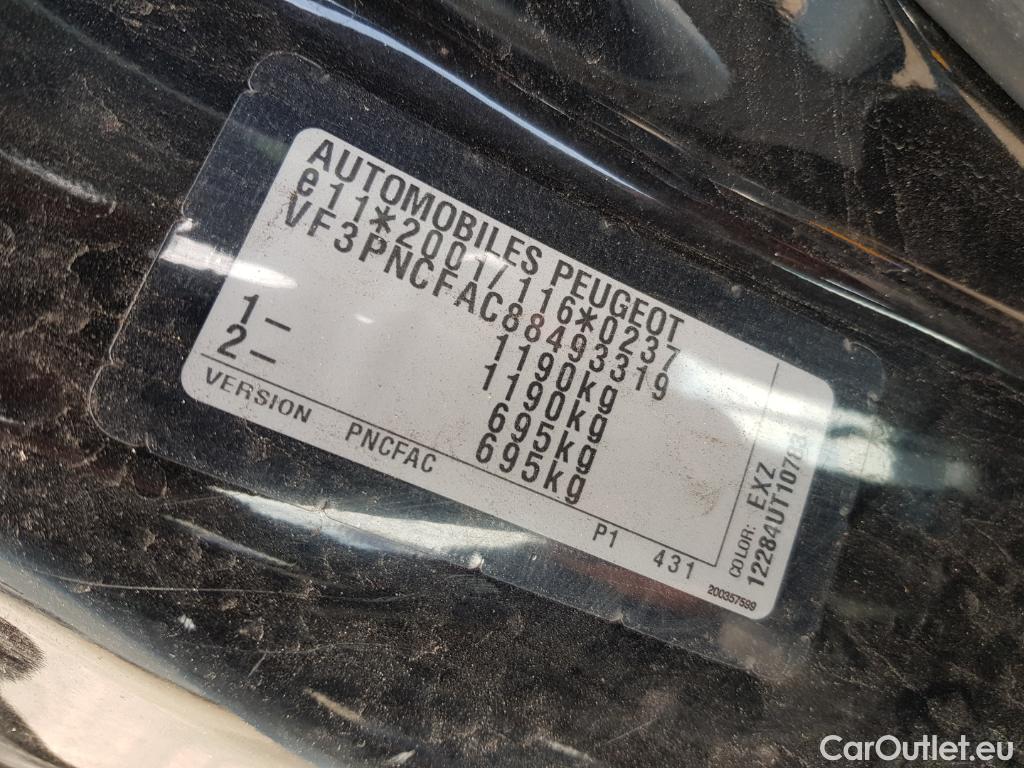 AUTOMOBILES PEUGEOT
e11*2001/116*0237
VF3PNCFAC88493319
1190kg
1190kg
1- 695kg
2- 695kg
VERSION PNCFAC P1 431
COLOR: EXZ
12284UT10783
200357599
CarOutlet.eu